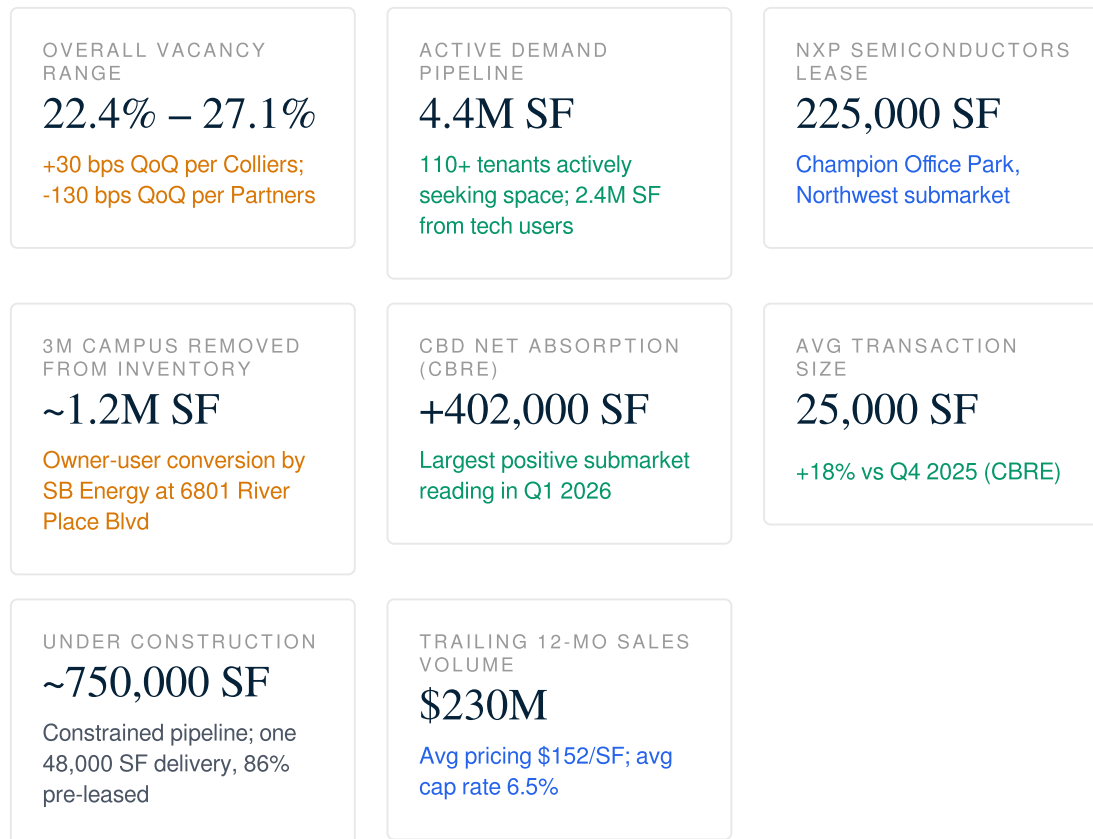 OVERALL VACANCY
RANGE
22.4% – 27.1%
+30 bps QoQ per Colliers;
-130 bps QoQ per Partners
ACTIVE DEMAND
PIPELINE
4.4M SF
110+ tenants actively
seeking space; 2.4M SF
from tech users
NXP SEMICONDUCTORS
LEASE
225,000 SF
Champion Office Park,
Northwest submarket
3M CAMPUS REMOVED
FROM INVENTORY
~1.2M SF
Owner-user conversion by
SB Energy at 6801 River
Place Blvd
CBD NET ABSORPTION
(CBRE)
+402,000 SF
Largest positive submarket
reading in Q1 2026
AVG TRANSACTION
SIZE
25,000 SF
+18% vs Q4 2025 (CBRE)
UNDER CONSTRUCTION
~750,000 SF
Constrained pipeline; one
48,000 SF delivery, 86%
pre-leased
TRAILING 12-MO SALES
VOLUME
$230M
Avg pricing $152/SF; avg
cap rate 6.5%